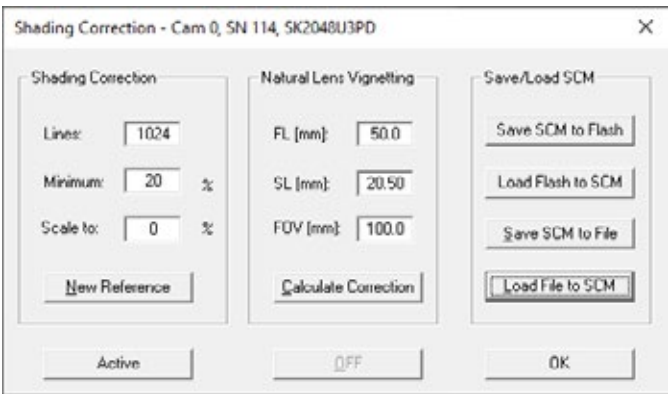 Shading Correction - Cam 0, SN 114, SK2048U3PD
Shading Correction
Lines: 1024
Minimum: 20 %
Scale to: 0 %
New Reference
Natural Lens Vignetting
FL [mm]: 50.0
SL [mm]: 20.50
FOV [mm]: 100.0
Calculate Correction
Save/Load SCM
Save SCM to Flash
Load Flash to SCM
Save SCM to File
Load File to SCM
Active
OFF
OK